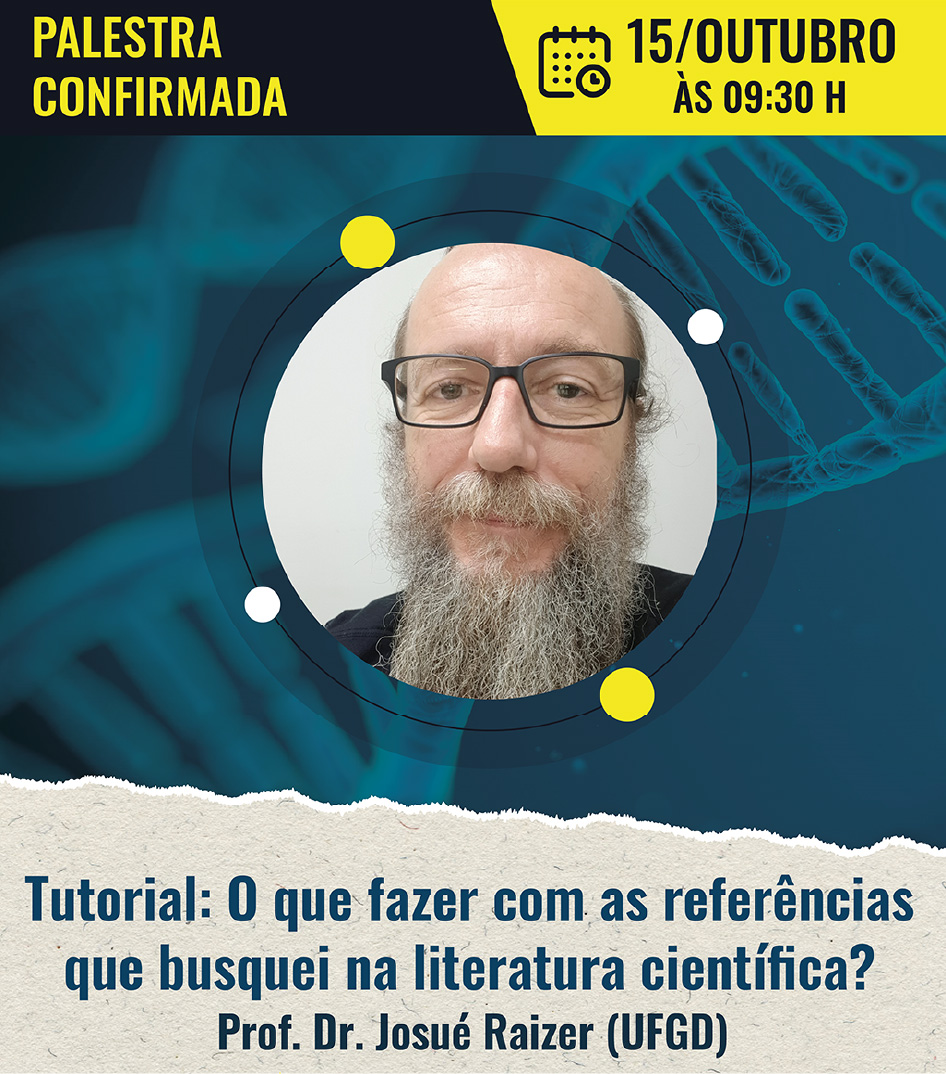 PALESTRA
CONFIRMADA
15/OUTUBRO
ÀS 09:30 H
Tutorial: O que fazer com as referências
que busquei na literatura científica?
Prof. Dr. Josué Raizer (UFGD)